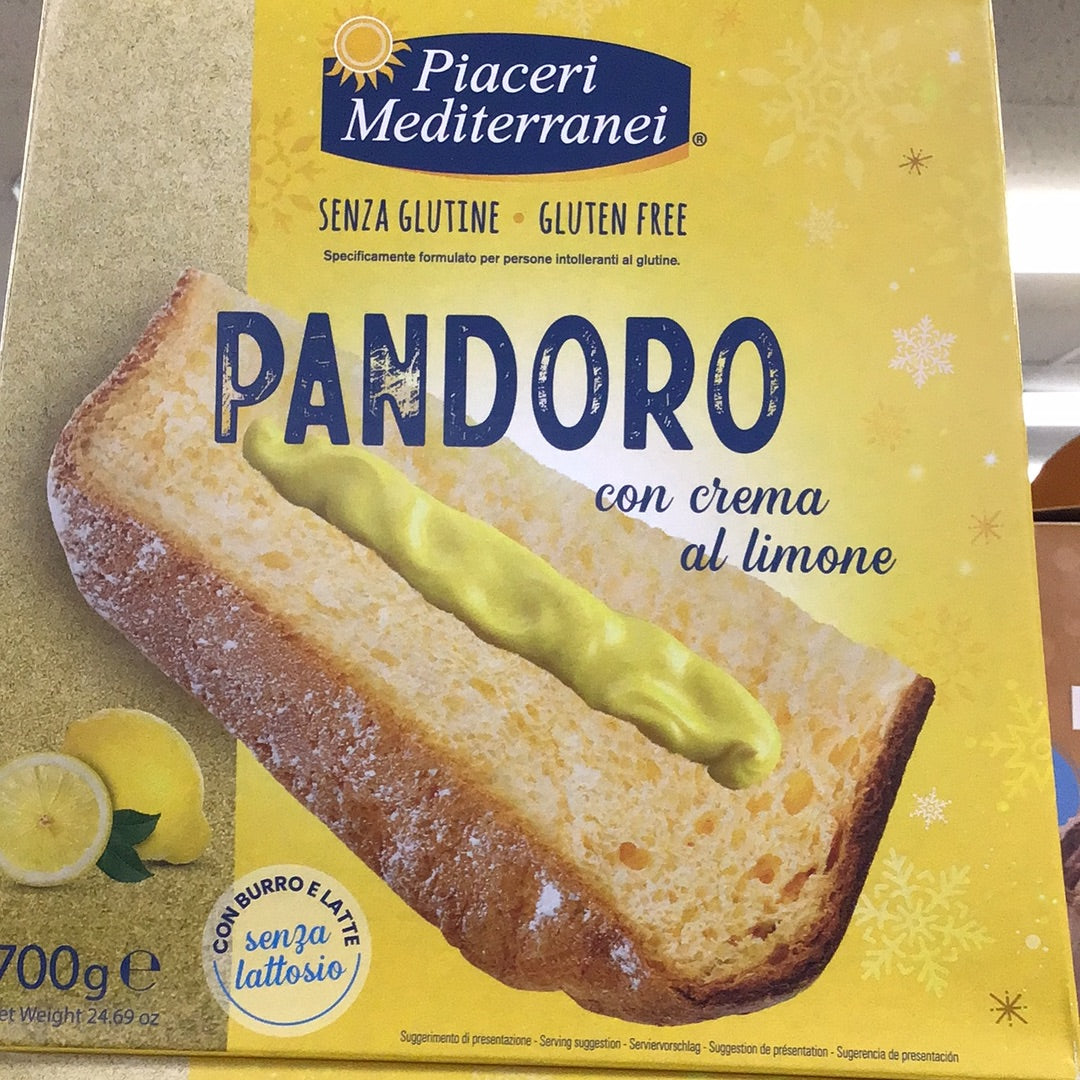 Piaceri
Mediterranei
®
SENZA GLUTINE • GLUTEN FREE
Specificamente formulato per persone intolleranti al glutine.
PANDORO
con crema
al limone
CON BURRO E LATTE
senza
lattosio
700g e
et Weight 24.69 oz
Suggerimento di presentazione - Serving suggestion - Serviervorschlag - Suggestion de présentation - Sugerencia de presentación